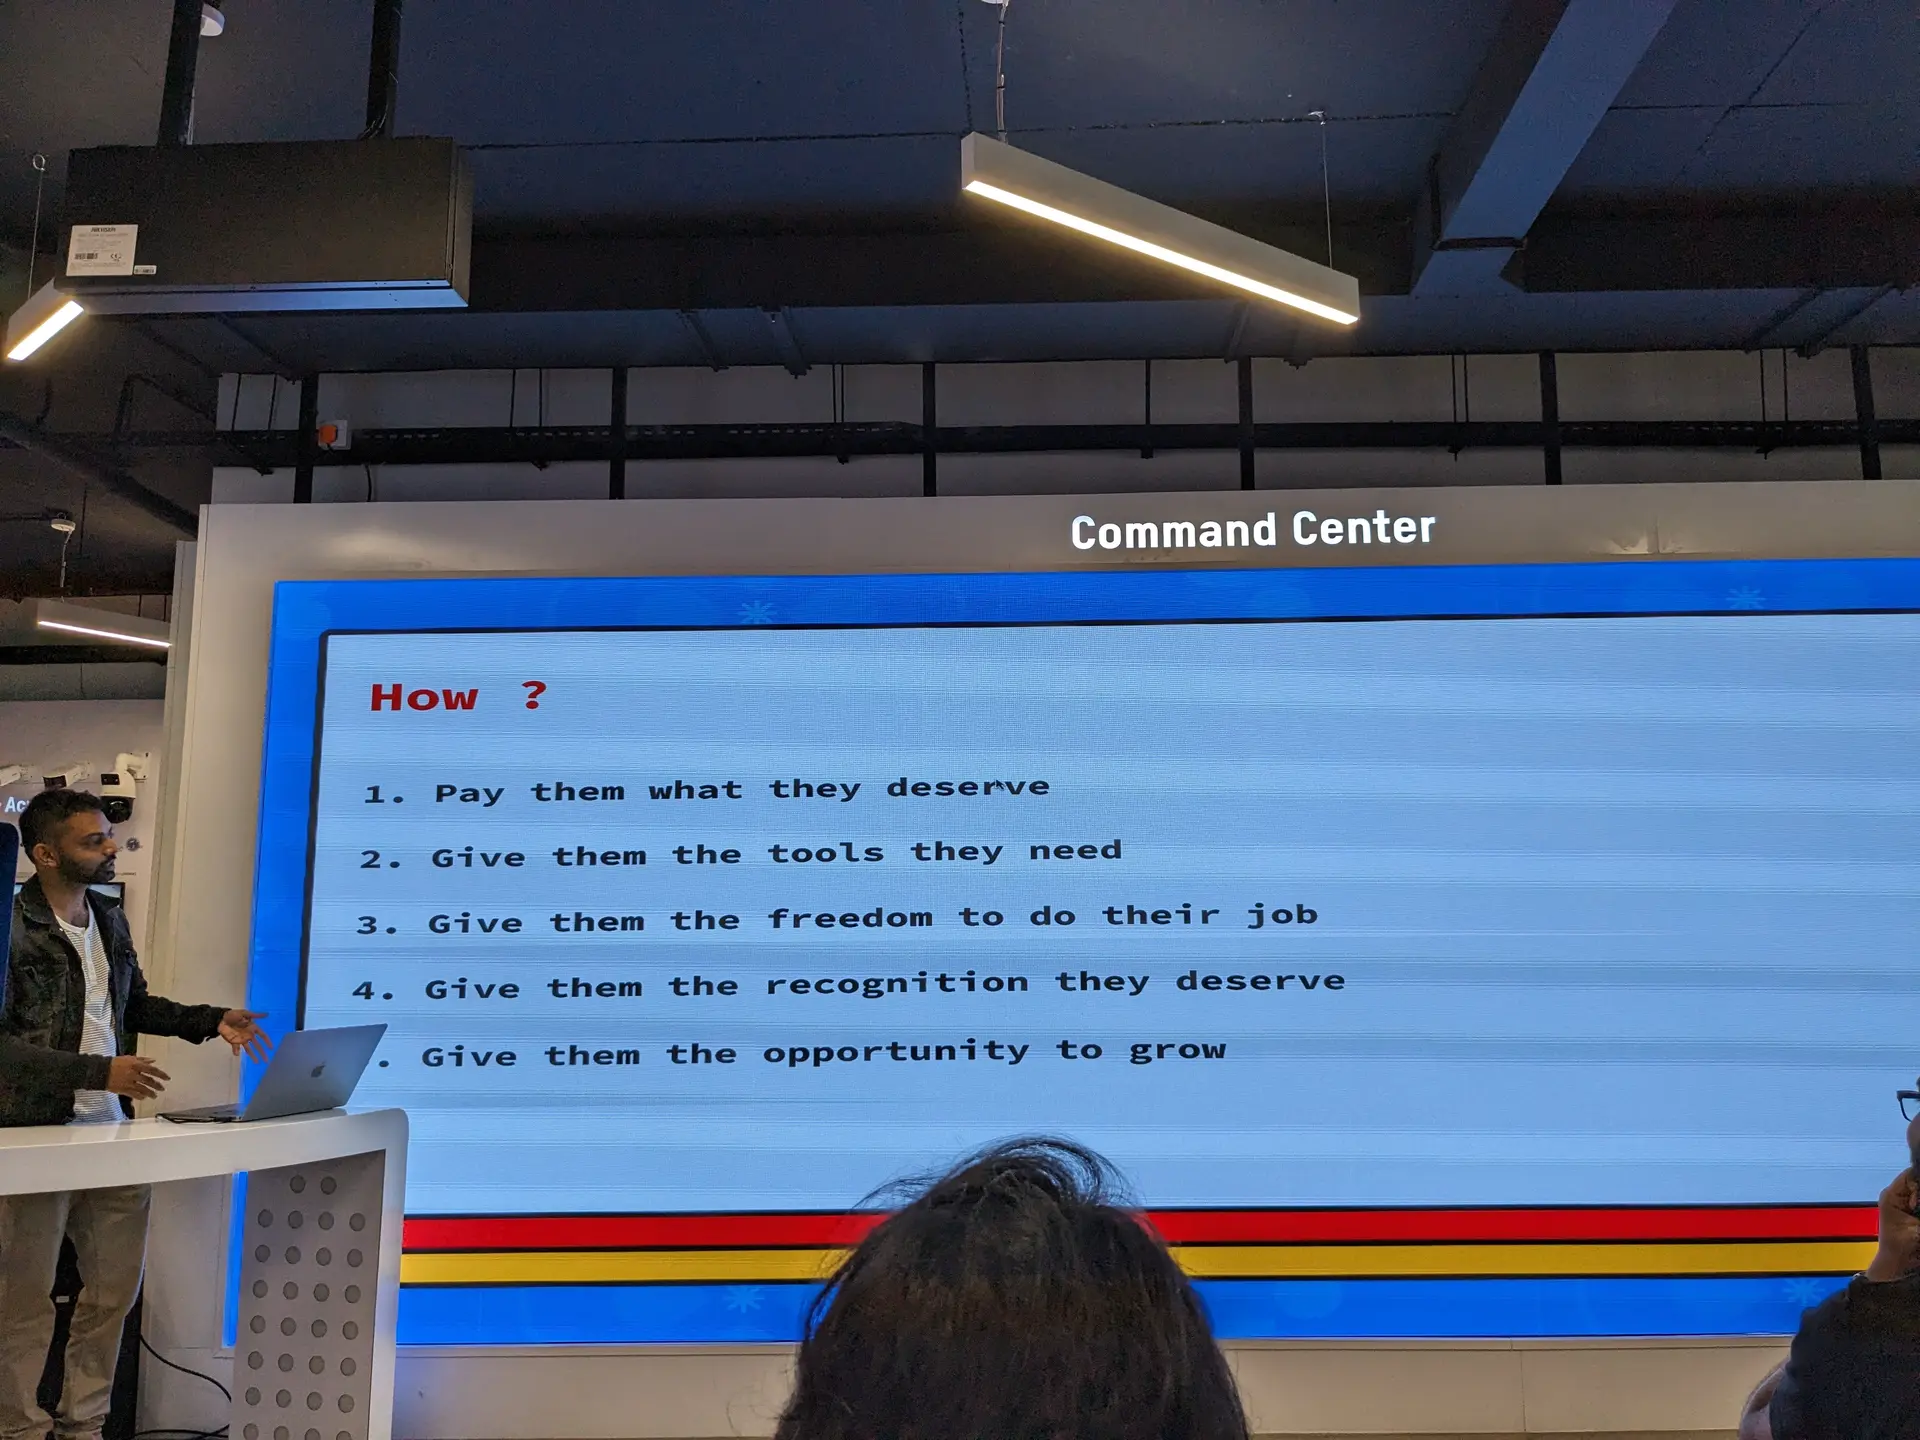 HIKVISION
Command Center
How ?
1. Pay them what they deserve
2. Give them the tools they need
3. Give them the freedom to do their job
4. Give them the recognition they deserve
. Give them the opportunity to grow